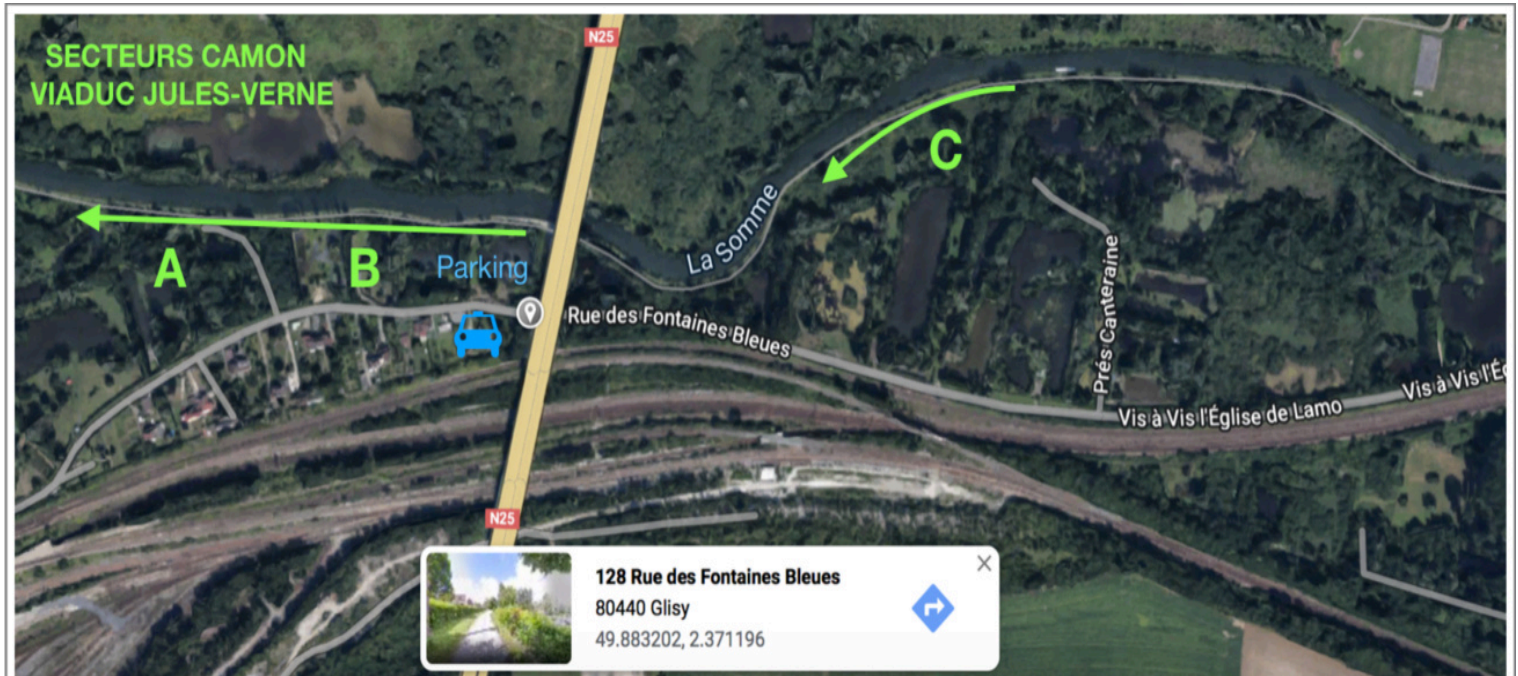 N25
SECTEURS CAMON
VIADUC JULES-VERNE
C
La Somme
A
B
Parking
Rue des Fontaines Bleues
Prés Canteraine
Vis à Vis l'Église de Lamo
Vis à Vis l'Ég
N25
128 Rue des Fontaines Bleues
80440 Glisy
49.883202, 2.371196